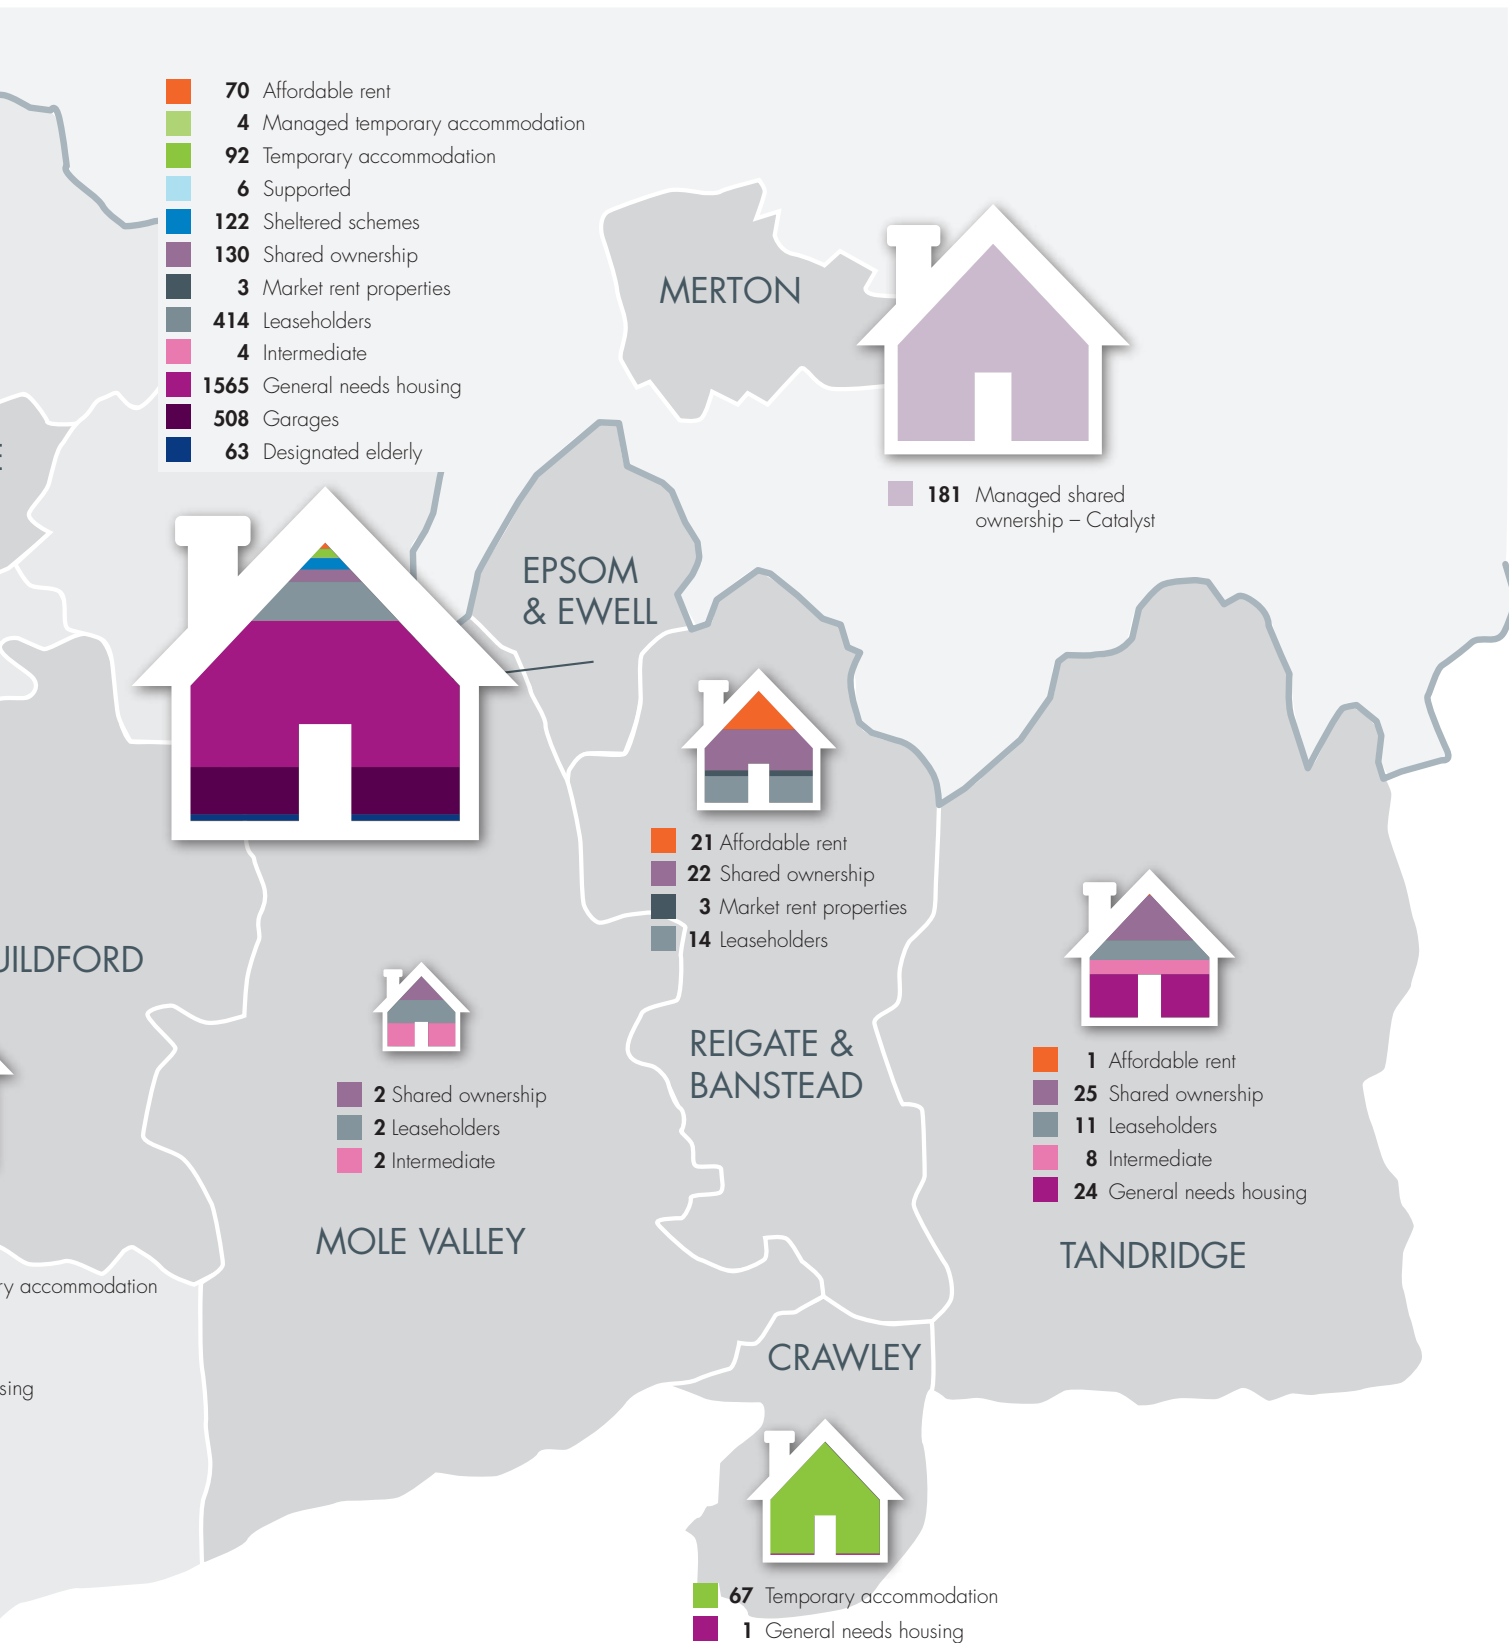 70 Affordable rent
4 Managed temporary accommodation
92 Temporary accommodation
6 Supported
122 Sheltered schemes
130 Shared ownership
3 Market rent properties
414 Leaseholders
4 Intermediate
1565 General needs housing
508 Garages
63 Designated elderly
MERTON
181 Managed shared
ownership – Catalyst
EPSOM
& EWELL
21 Affordable rent
22 Shared ownership
3 Market rent properties
14 Leaseholders
UILDFORD
REIGATE &
BANSTEAD
1 Affordable rent
25 Shared ownership
11 Leaseholders
8 Intermediate
24 General needs housing
2 Shared ownership
2 Leaseholders
2 Intermediate
MOLE VALLEY
TANDRIDGE
ry accommodation
CRAWLEY
sing
67 Temporary accommodation
1 General needs housing